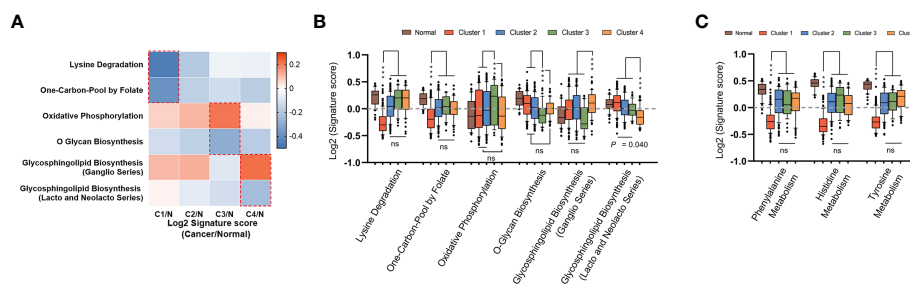 A
Lysine Degradation
One-Carbon-Pool by Folate
Oxidative Phosphorylation
O Glycan Biosynthesis
Glycosphingolipid Biosynthesis
(Ganglio Series)
Glycosphingolipid Biosynthesis
(Lacto and Neolacto Series)
C1/N C2/N C3/N C4/N
Log2 Signature score
(Cancer/Normal)
0.2
0
-0.2
-0.4
B
Normal Cluster 1 Cluster 2 Cluster 3 Cluster 4
Log2 (Signature score)
1.0
0.5
0.0
-0.5
-1.0
ns
ns
ns
ns
P = 0.040
Lysine Degradation
One-Carbon-Pool by Folate
Oxidative Phosphorylation
O-Glycan Biosynthesis
Glycosphingolipid Biosynthesis
(Ganglio Series)
Glycosphingolipid Biosynthesis
(Lacto and Neolacto Series)
C
Normal Cluster 1 Cluster 2 Cluster 3 Clust
Log2 (Signature score)
1.0
0.5
0.0
-0.5
-1.0
ns
ns
ns
Phenylalanine
Metabolism
Hisidine
Metabolism
Tyrosine
Metabolism